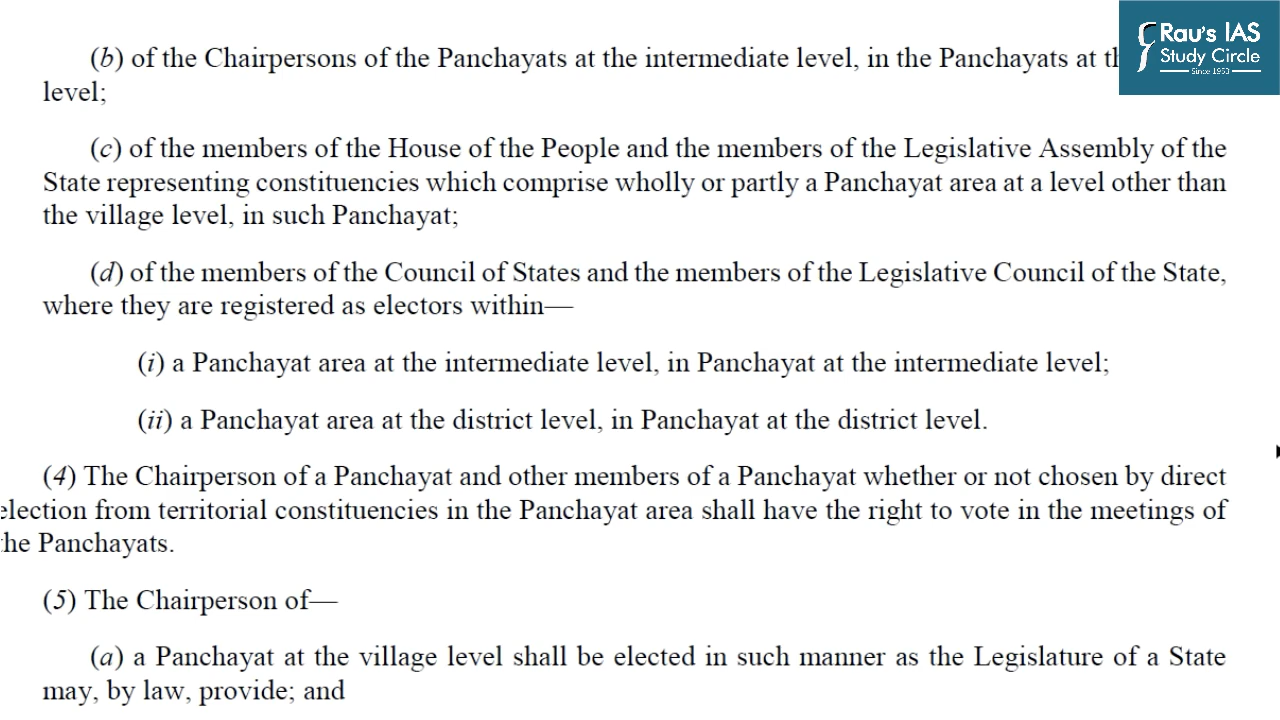 Rau's IAS
Study Circle
Since 1953
(b) of the Chairpersons of the Panchayats at the intermediate level, in the Panchayats at
level;
(c) of the members of the House of the People and the members of the Legislative Assembly of the
State representing constituencies which comprise wholly or partly a Panchayat area at a level other than
the village level, in such Panchayat;
(d) of the members of the Council of States and the members of the Legislative Council of the State,
where they are registered as electors within—
(i) a Panchayat area at the intermediate level, in Panchayat at the intermediate level;
(ii) a Panchayat area at the district level, in Panchayat at the district level.
(4) The Chairperson of a Panchayat and other members of a Panchayat whether or not chosen by direct
election from territorial constituencies in the Panchayat area shall have the right to vote in the meetings of
the Panchayats.
(5) The Chairperson of—
(a) a Panchayat at the village level shall be elected in such manner as the Legislature of a State
may, by law, provide; and